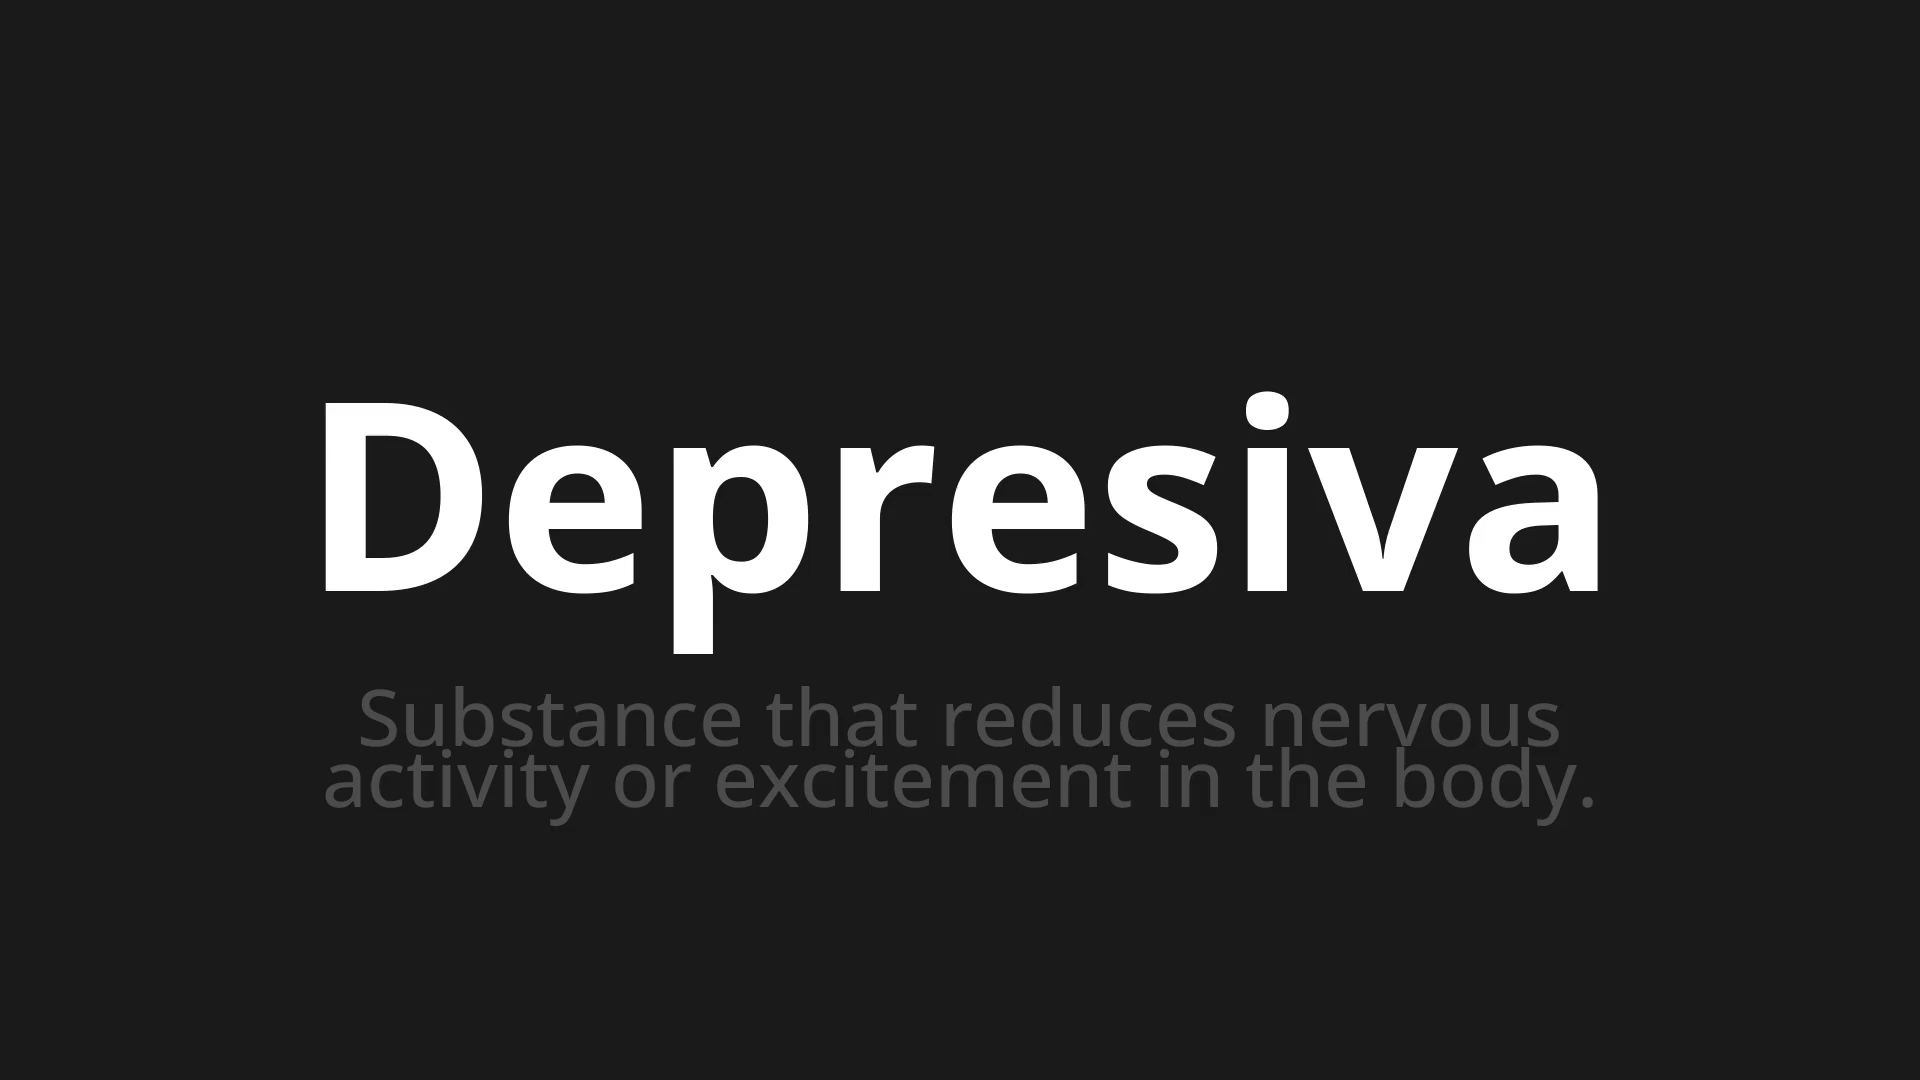 Depresiva
Substance that reduces nervous
activity or excitement in the body.